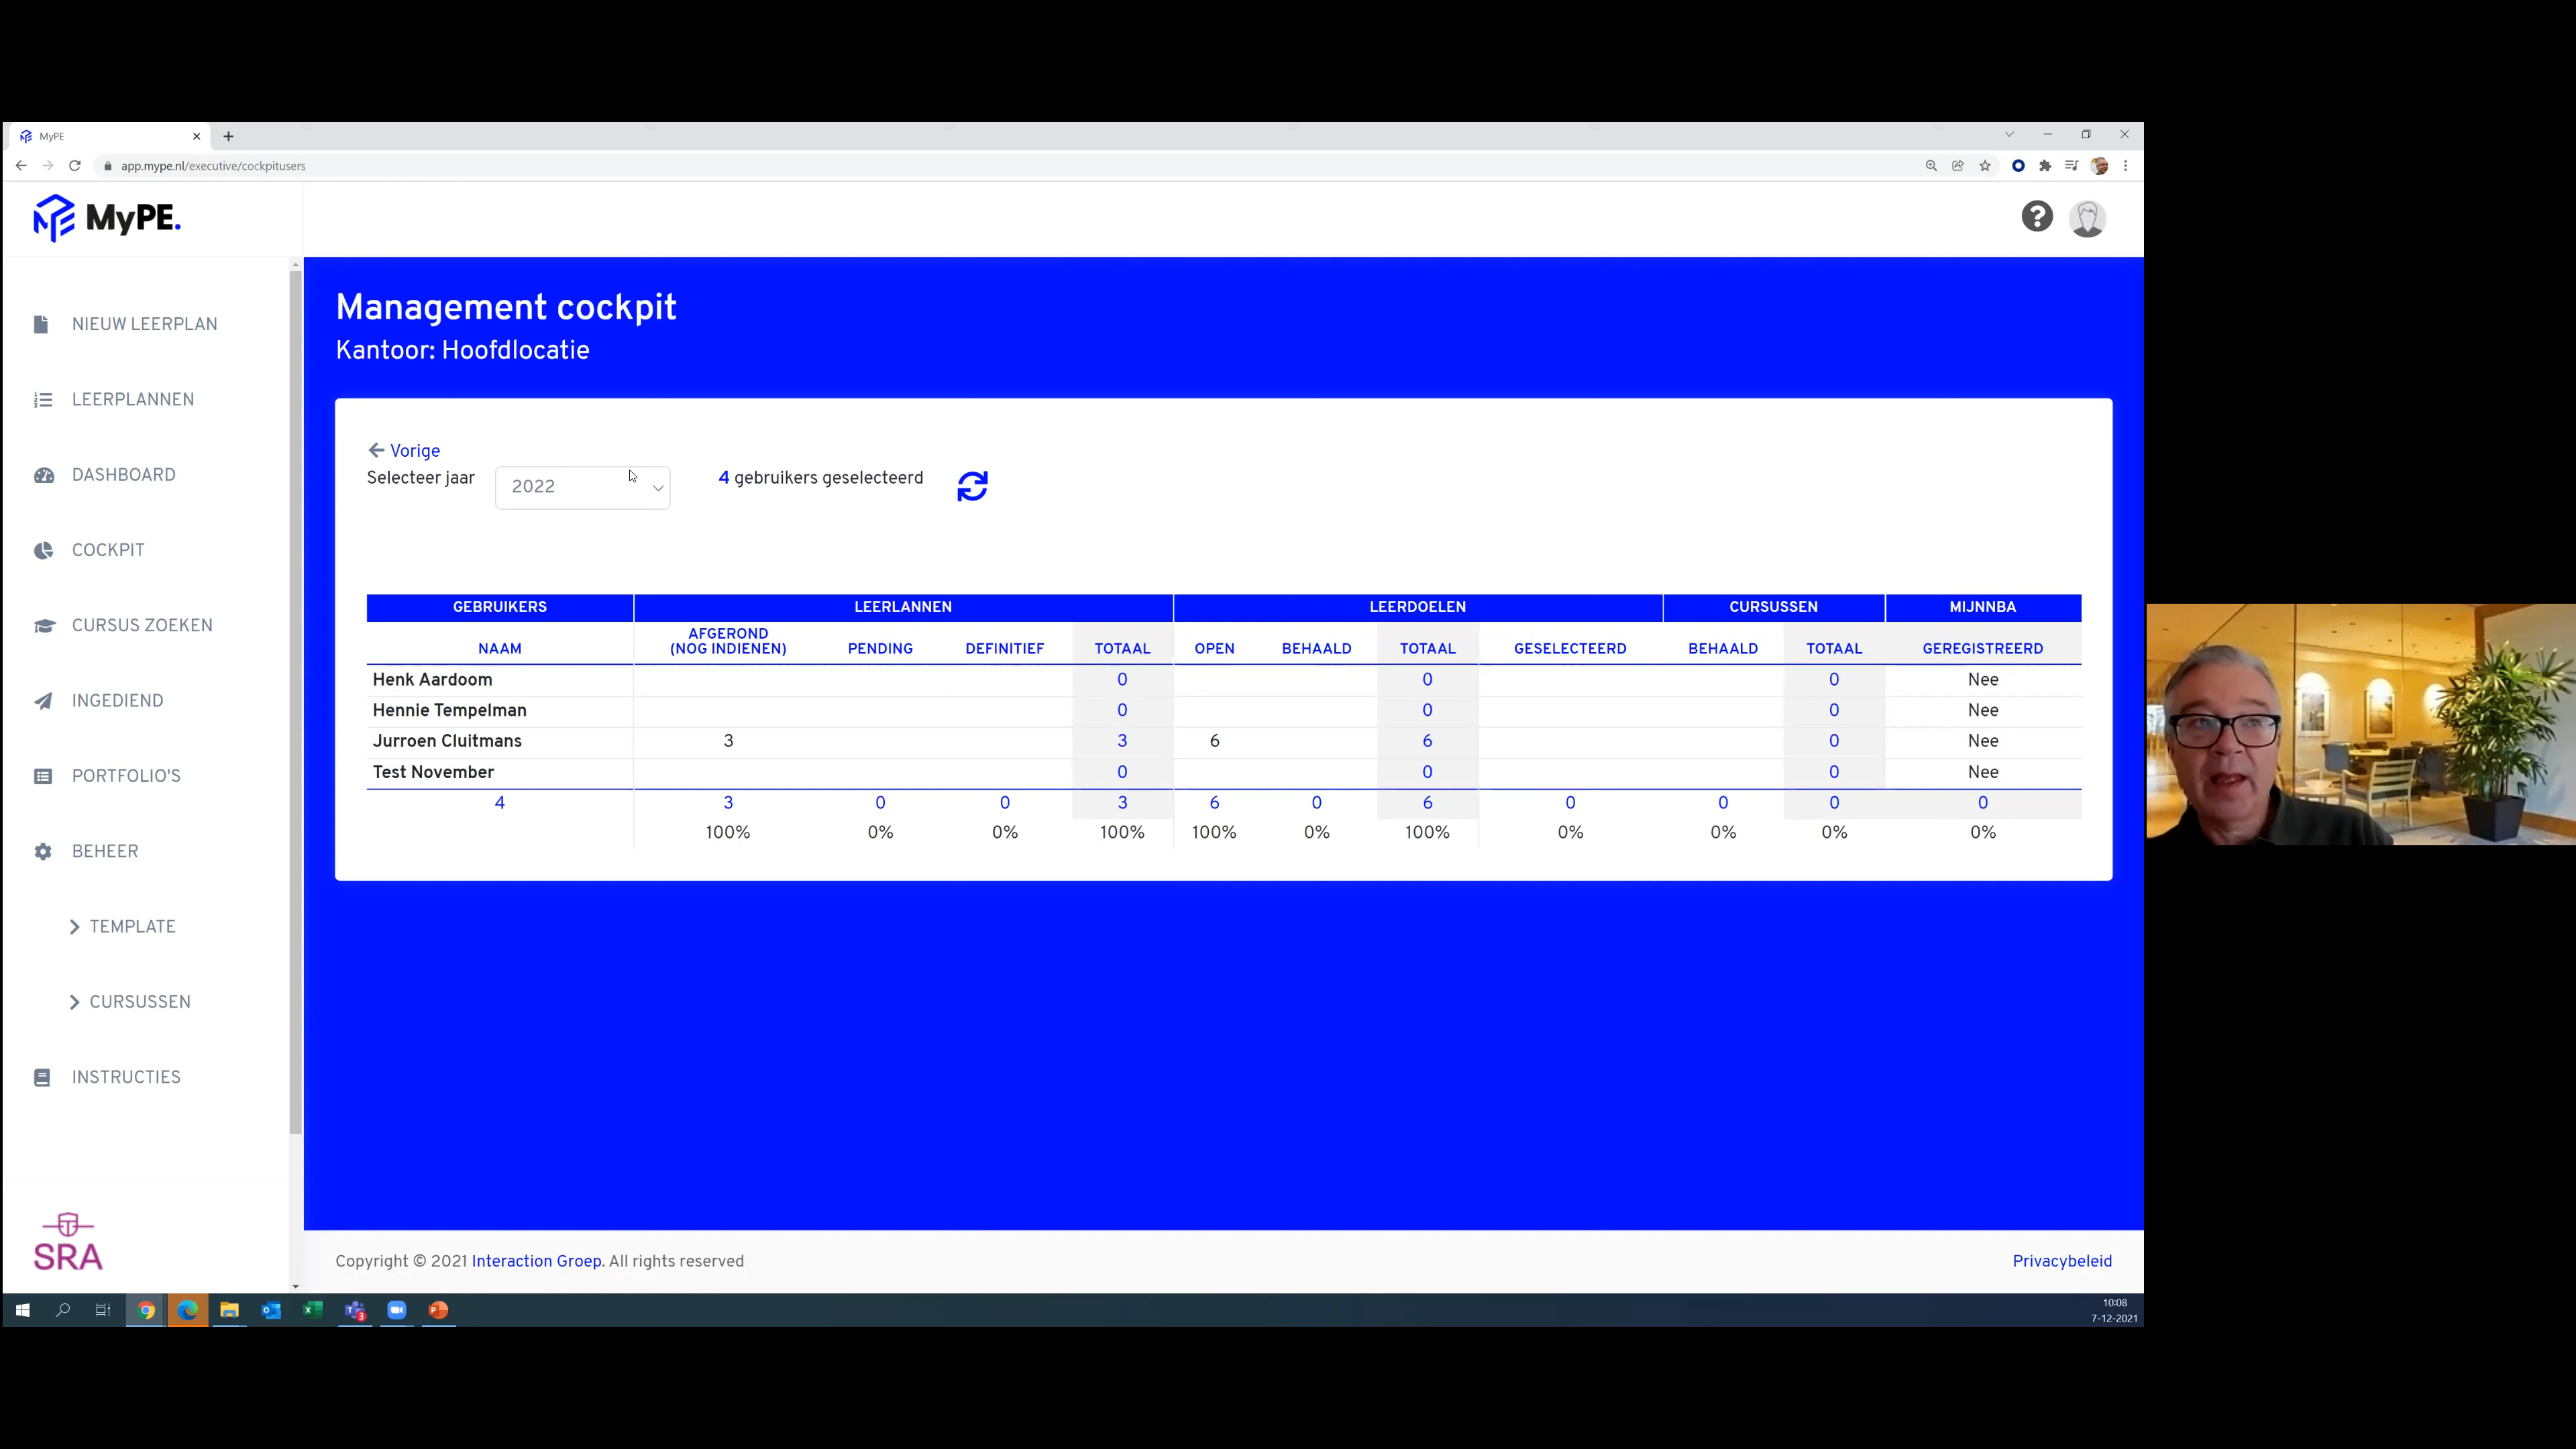 MyPE
app.mype.nl/executive/cockpitusers
MyPE.
NIEUW LEERPLAN
LEERPLANNEN
DASHBOARD
COCKPIT
CURSUS ZOEKEN
INGEDIEND
PORTFOLIO'S
BEHEER
TEMPLATE
CURSUSSEN
INSTRUCTIES
SRA
Management cockpit
Kantoor: Hoofdlocatie
Vorige
Selecteer jaar 2022 4 gebruikers geselecteerd
GEBRUIKERS LEERLANNEN LEERDOELEN CURSUSSEN MIJNNBA
NAAM AFGEROND (NOG INDIENEN) PENDING DEFINITIEF TOTAAL OPEN BEHAALD TOTAAL GESELECTEERD BEHAALD TOTAAL GEREGISTREERD
Henk Aardoom 0 0 0 Nee
Hennie Tempelman 0 0 0 Nee
Jurroen Cluitmans 3 3 6 6 0 Nee
Test November 0 0 0 Nee
4 3 0 0 3 6 0 6 0 0 0 0
100% 0% 0% 100% 100% 0% 100% 0% 0% 0% 0%
Copyright © 2021 Interaction Groep. All rights reserved Privacybeleid
10:08
7-12-2021